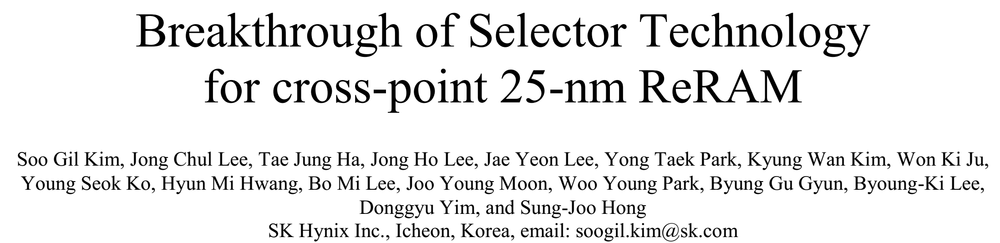 Breakthrough of Selector Technology
for cross-point 25-nm ReRAM
Soo Gil Kim, Jong Chul Lee, Tae Jung Ha, Jong Ho Lee, Jae Yeon Lee, Yong Taek Park, Kyung Wan Kim, Won Ki Ju,
Young Seok Ko, Hyun Mi Hwang, Bo Mi Lee, Joo Young Moon, Woo Young Park, Byung Gu Gyun, Byoung-Ki Lee,
Donggyu Yim, and Sung-Joo Hong
SK Hynix Inc., Icheon, Korea, email: soogil.kim@sk.com